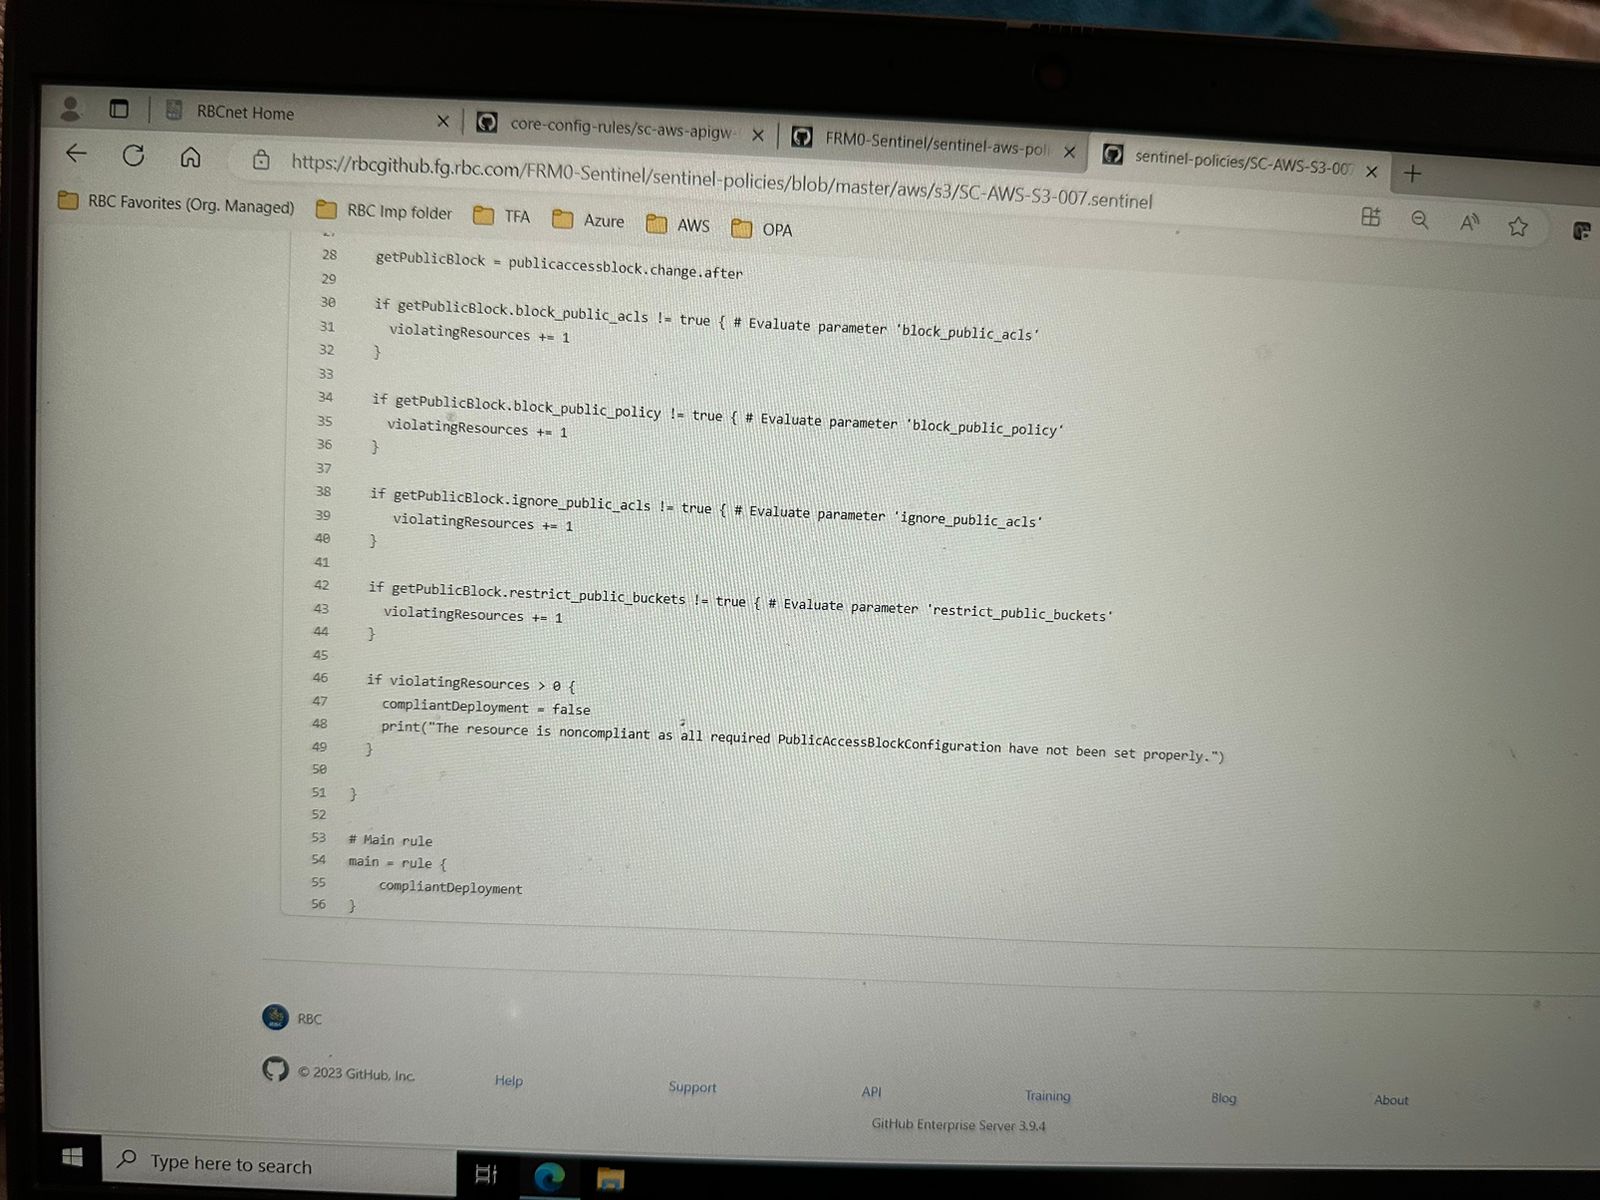 RBCnet Home
core-config-rules/sc-aws-apigw-
FRM0-Sentinel/sentinel-aws-poli
sentinel-policies/SC-AWS-S3-007
https://rbcgithub.fg.rbc.com/FRM0-Sentinel/sentinel-policies/blob/master/aws/s3/SC-AWS-S3-007.sentinel
RBC Favorites (Org. Managed)
RBC Imp folder
TFA
Azure
AWS
OPA
28 getPublicBlock = publicaccessblock.change.after
29
30 if getPublicBlock.block_public_acls != true { # Evaluate parameter 'block_public_acls'
31 violatingResources += 1
32 }
33
34 if getPublicBlock.block_public_policy != true { # Evaluate parameter 'block_public_policy'
35 violatingResources += 1
36 }
37
38 if getPublicBlock.ignore_public_acls != true { # Evaluate parameter 'ignore_public_acls'
39 violatingResources += 1
40 }
41
42 if getPublicBlock.restrict_public_buckets != true { # Evaluate parameter 'restrict_public_buckets'
43 violatingResources += 1
44 }
45
46 if violatingResources > 0 {
47 compliantDeployment = false
48 print("The resource is noncompliant as all required PublicAccessBlockConfiguration have not been set properly.")
49 }
50
51 }
52
53 # Main rule
54 main = rule {
55 compliantDeployment
56 }
RBC
© 2023 GitHub, Inc.
Help
Support
API
Training
Blog
About
GitHub Enterprise Server 3.9.4
Type here to search